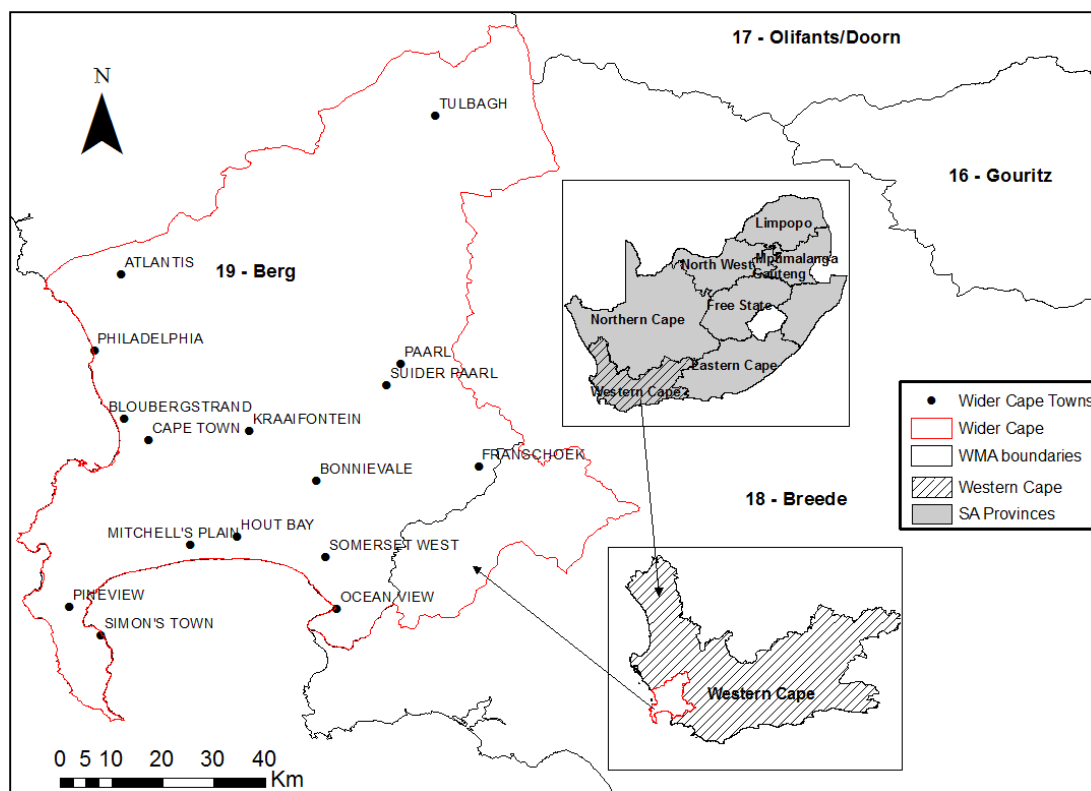 17 - Olifants/Doorn
N
TULBAGH
16 - Gouritz
Limpopo
ATLANTIS
19 - Berg
North West
Mpumalanga
Gauteng
Free State
Northern Cape
PHILADELPHIA
PAARL
SUIDER PAARL
Eastern Cape
Western Cape
BLOUBERGSTRAND
KRAAIFONTEIN
CAPE TOWN
Wider Cape Towns
Wider Cape
WMA boundaries
Western Cape
SA Provinces
FRANSCHOEK
BONNIEVALE
18 - Breede
MITCHELL'S PLAIN
HOUT BAY
SOMERSET WEST
PINEVIEW
OCEAN VIEW
SIMON'S TOWN
Western Cape
0 5 10 20 30 40
Km